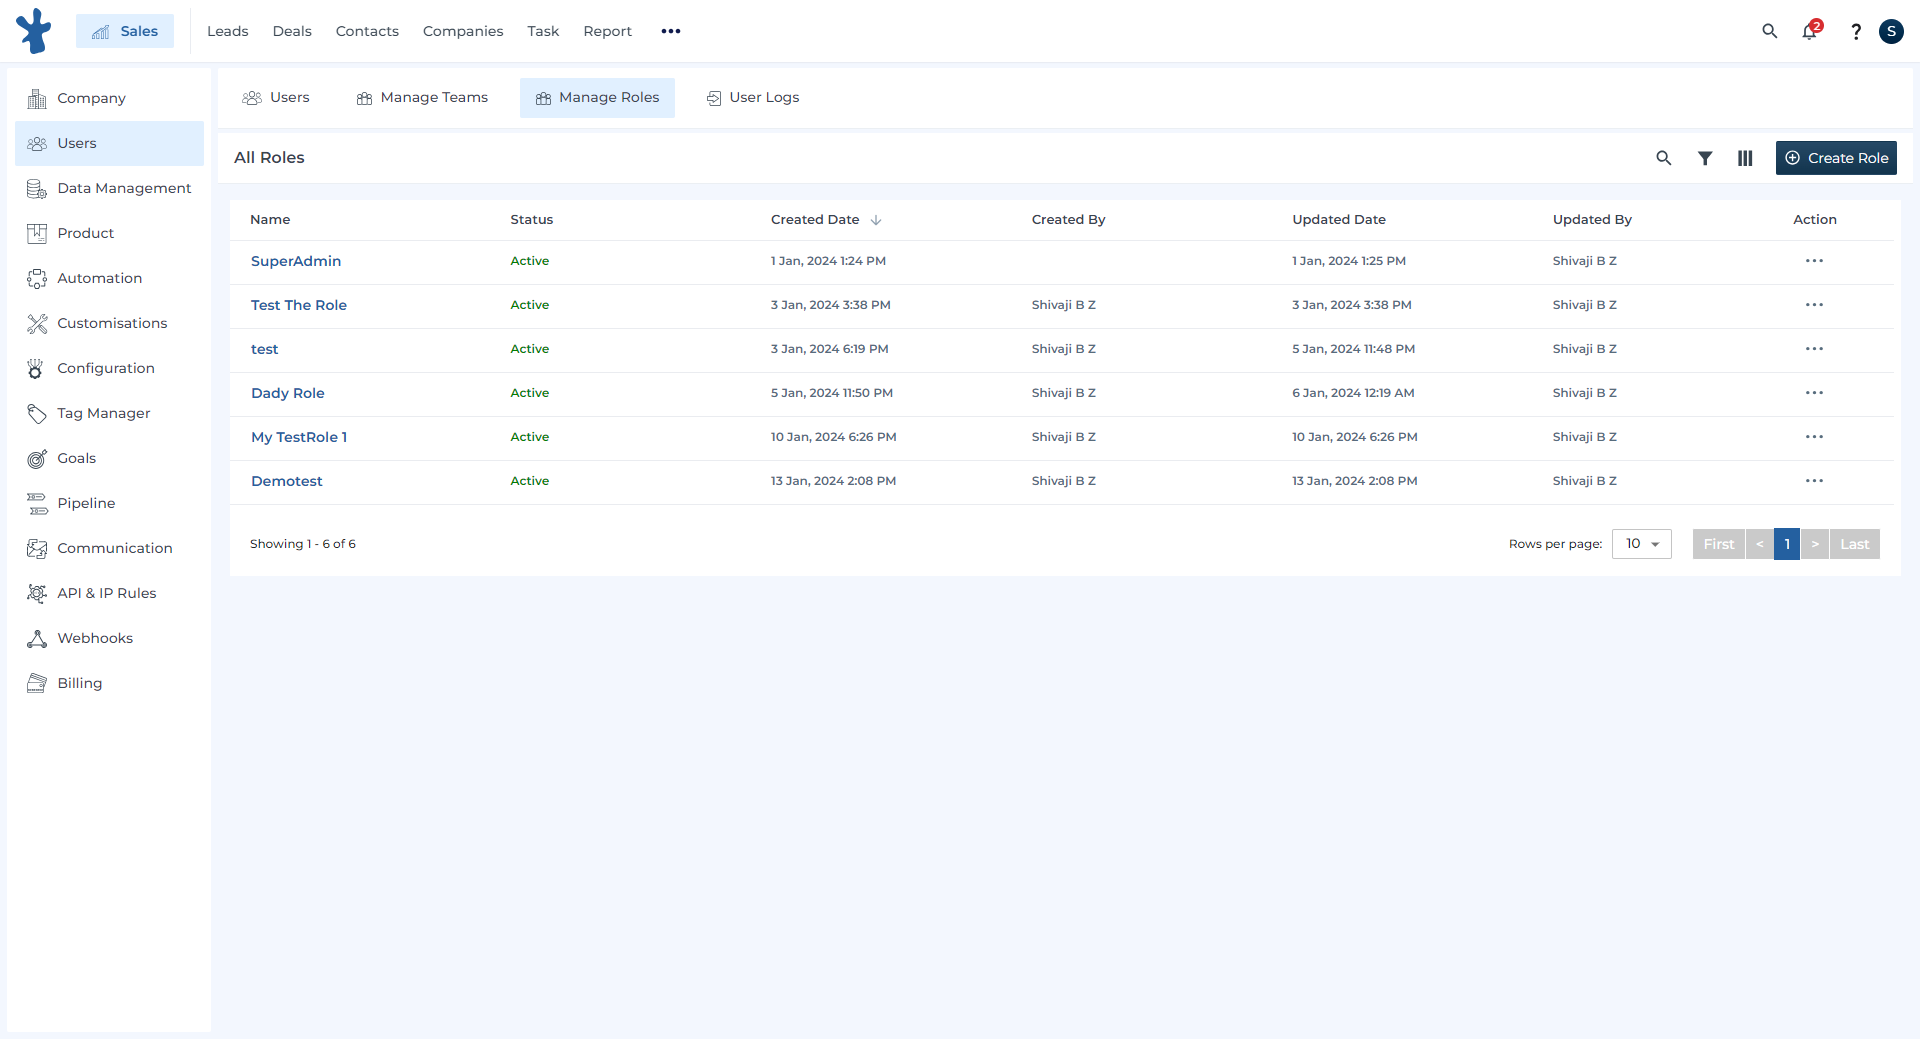 Sales
Leads
Deals
Contacts
Companies
Task
Report
2
?
S
Company
Users
Data Management
Product
Automation
Customisations
Configuration
Tag Manager
Goals
Pipeline
Communication
API & IP Rules
Webhooks
Billing
Users
Manage Teams
Manage Roles
User Logs
All Roles
Create Role
Name Status Created Date Created By Updated Date Updated By Action
SuperAdmin Active 1 Jan, 2024 1:24 PM 1 Jan, 2024 1:25 PM Shivaji B Z
Test The Role Active 3 Jan, 2024 3:38 PM Shivaji B Z 3 Jan, 2024 3:38 PM Shivaji B Z
test Active 3 Jan, 2024 6:19 PM Shivaji B Z 5 Jan, 2024 11:48 PM Shivaji B Z
Dady Role Active 5 Jan, 2024 11:50 PM Shivaji B Z 6 Jan, 2024 12:19 AM Shivaji B Z
My TestRole 1 Active 10 Jan, 2024 6:26 PM Shivaji B Z 10 Jan, 2024 6:26 PM Shivaji B Z
Demotest Active 13 Jan, 2024 2:08 PM Shivaji B Z 13 Jan, 2024 2:08 PM Shivaji B Z
Showing 1 - 6 of 6
Rows per page: 10
First < 1 > Last